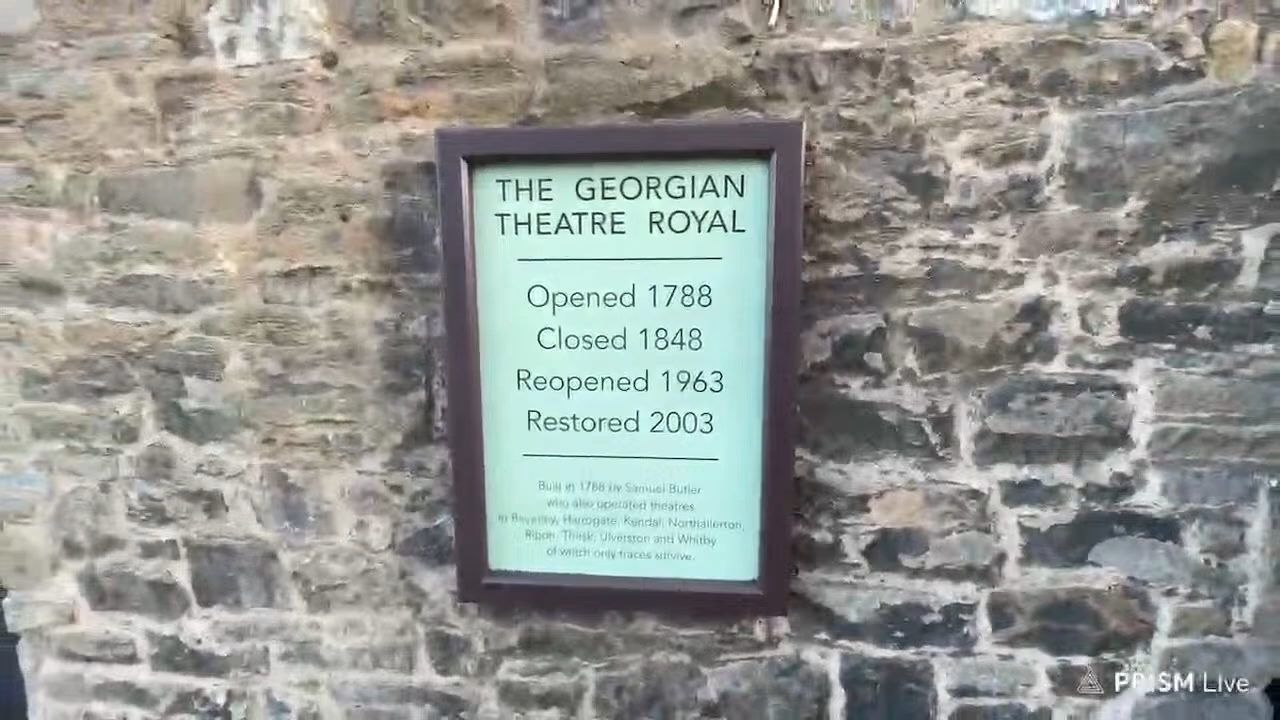 THE GEORGIAN
THEATRE ROYAL
Opened 1788
Closed 1848
Reopened 1963
Restored 2003
Built in 1788 by Samuel Butler
who also operated theatres
in Beverley, Harrogate, Kendal, Northallerton,
Ripon, Thirsk, Ulverston and Whitby
of which only traces survive.
PRISM Live